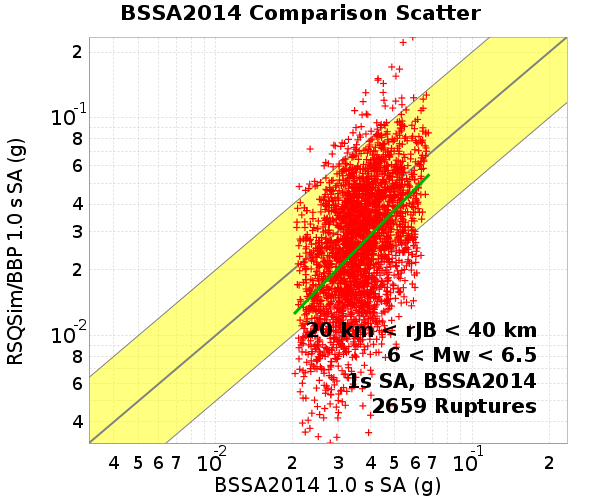 BSSA2014 Comparison Scatter
RSQSim/BBP 1.0 s SA (g)
2
10⁻¹
8
6
4
3
2
10⁻²
8
6
4
20 km < rJB < 40 km
6 < Mw < 6.5
1s SA, BSSA2014
2659 Ruptures
4 5 6 7 10⁻² 2 3 4 5 6 7 10⁻¹ 2
BSSA2014 1.0 s SA (g)